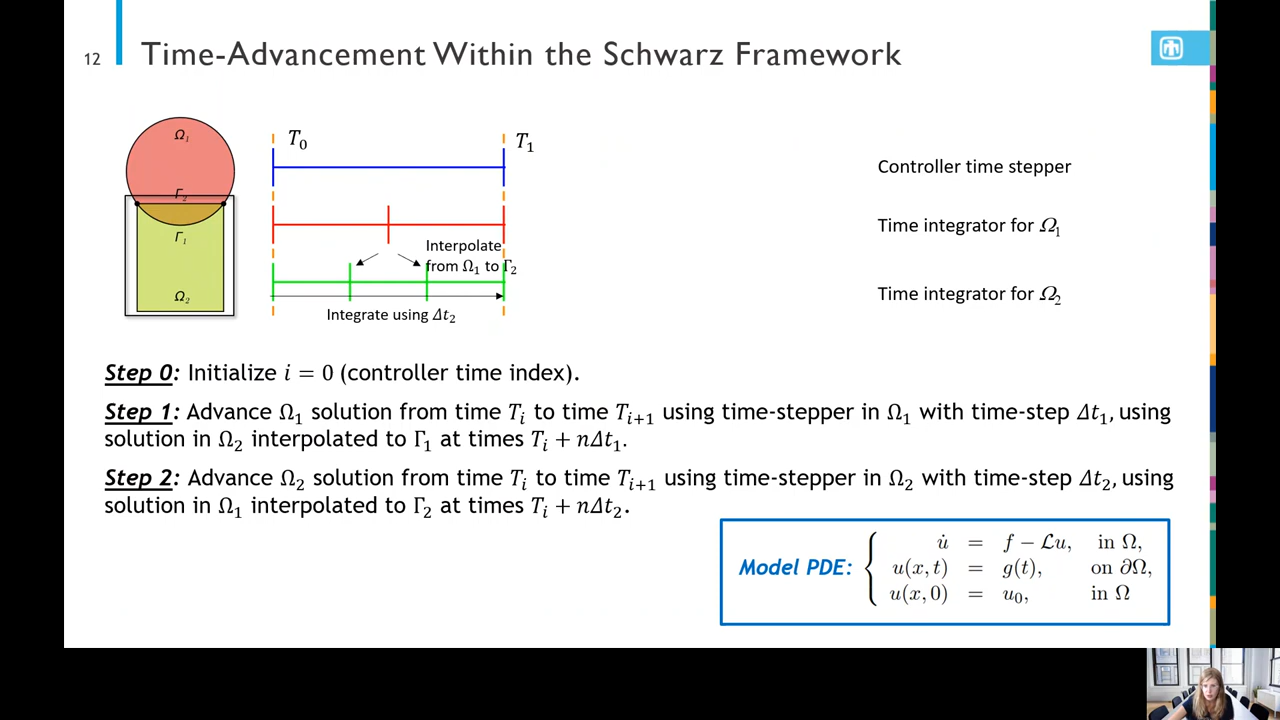 12
Time-Advancement Within the Schwarz Framework
Ω₁
Γ₂
Γ₁
Ω₂
T₀
T₁
Interpolate
from Ω₁ to Γ₂
Integrate using Δt₂
Controller time stepper
Time integrator for Ω₁
Time integrator for Ω₂
Step 0: Initialize i = 0 (controller time index).
Step 1: Advance Ω₁ solution from time Tᵢ to time Tᵢ₊₁ using time-stepper in Ω₁ with time-step Δt₁, using
solution in Ω₂ interpolated to Γ₁ at times Tᵢ + nΔt₁.
Step 2: Advance Ω₂ solution from time Tᵢ to time Tᵢ₊₁ using time-stepper in Ω₂ with time-step Δt₂, using
solution in Ω₁ interpolated to Γ₂ at times Tᵢ + nΔt₂.
Model PDE:
u̇ = f − ℒu, in Ω,
u(x, t) = g(t), on ∂Ω,
u(x, 0) = u₀, in Ω